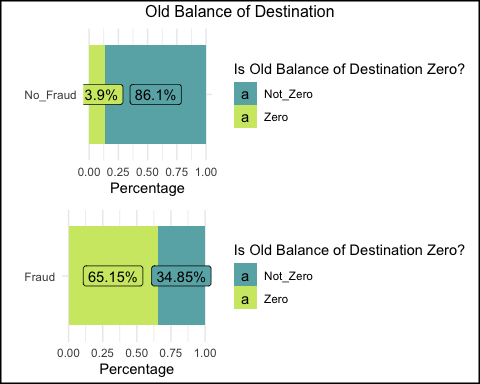 Old Balance of Destination
No_Fraud
3.9%
86.1%
0.00 0.25 0.50 0.75 1.00
Percentage
Is Old Balance of Destination Zero?
a Not_Zero
a Zero
Fraud
65.15%
34.85%
0.00 0.25 0.50 0.75 1.00
Percentage
Is Old Balance of Destination Zero?
a Not_Zero
a Zero